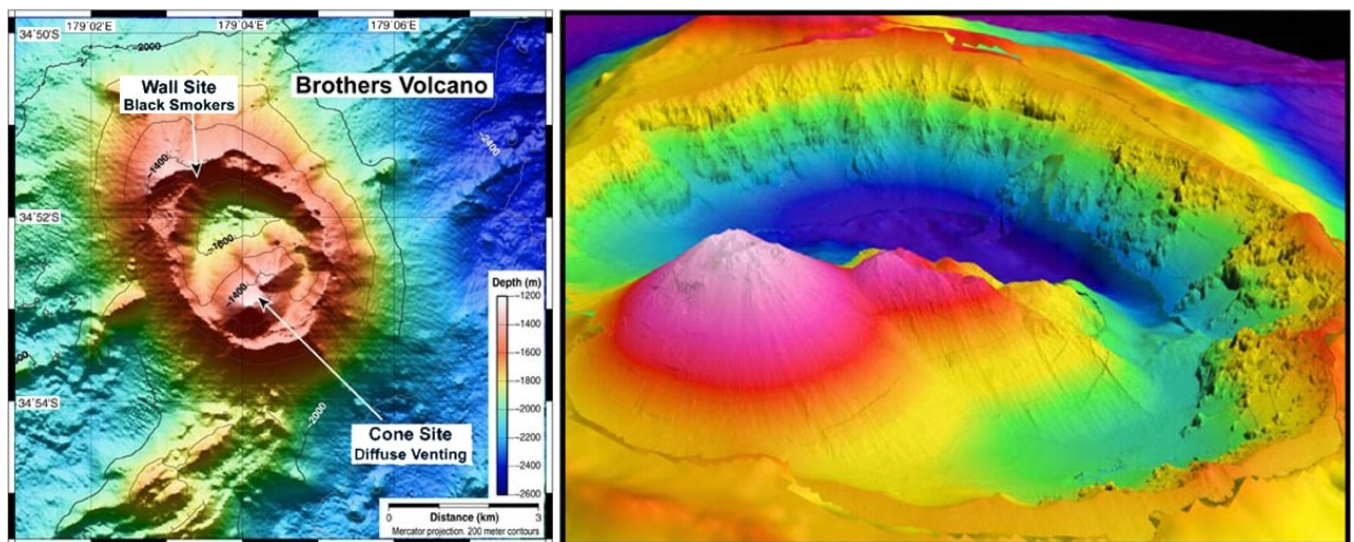 179°02'E
179°04'E
179°06'E
34°50'S
-2000
Wall Site
Black Smokers
Brothers Volcano
-2400
-1400
34°52'S
-1600
-1400
Depth (m)
-1200
-1400
-1600
-1800
-2000
-2200
-2400
-2600
34°54'S
-2000
Cone Site
Diffuse Venting
0
3
Distance (km)
Mercator projection. 200 meter contours